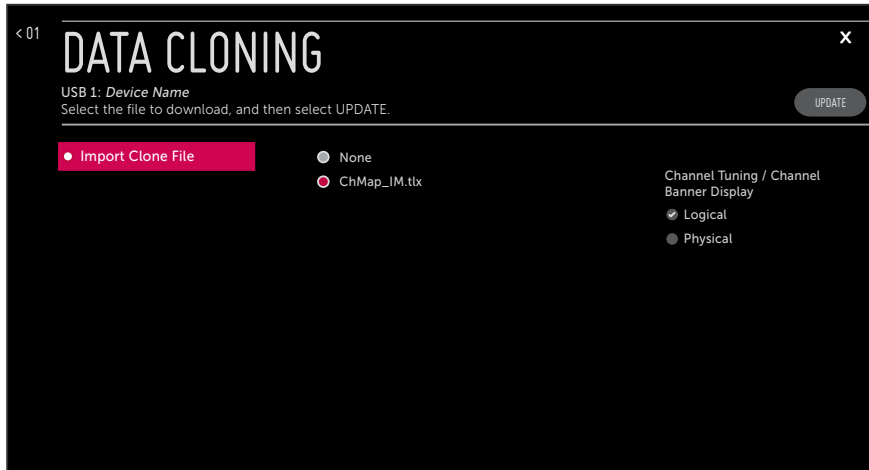 < 01
DATA CLONING
X
USB 1: Device Name
Select the file to download, and then select UPDATE.
UPDATE
Import Clone File
None
ChMap_IM.tlx
Channel Tuning / Channel
Banner Display
Logical
Physical